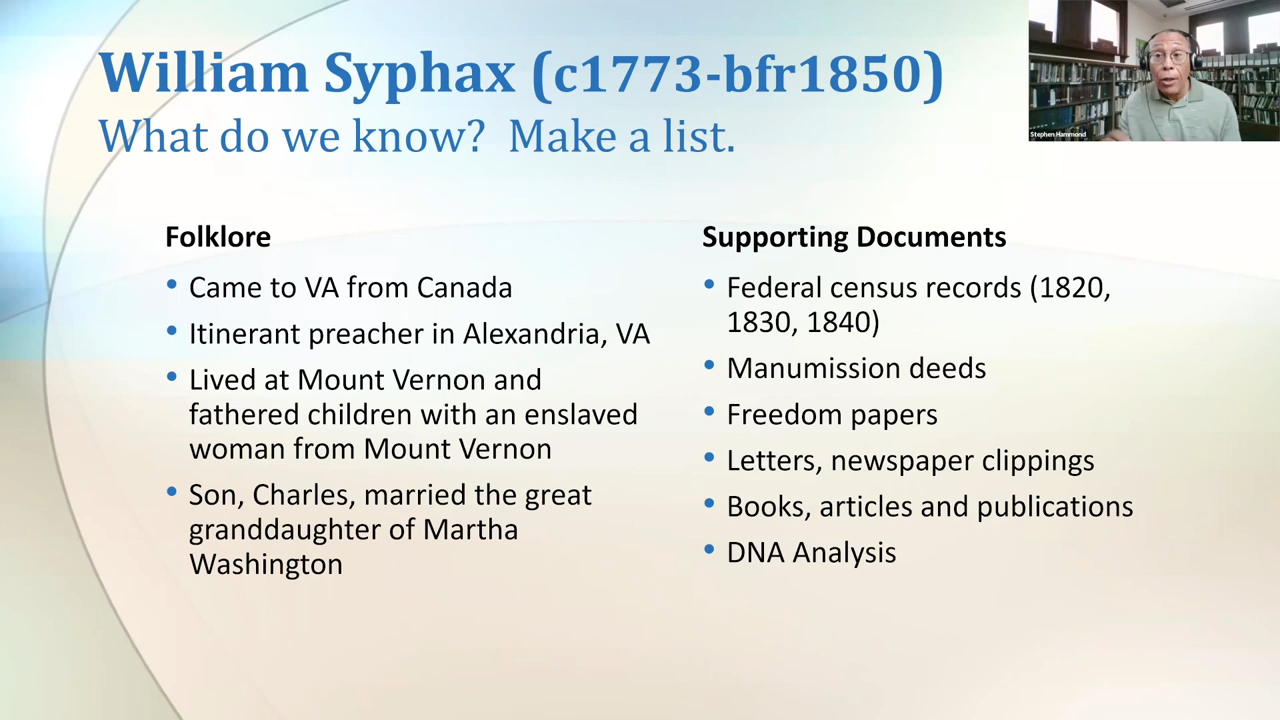 William Syphax (c1773-bfr1850)
What do we know?  Make a list.
Stephen Hammond
Folklore
• Came to VA from Canada
• Itinerant preacher in Alexandria, VA
• Lived at Mount Vernon and
fathered children with an enslaved
woman from Mount Vernon
• Son, Charles, married the great
granddaughter of Martha
Washington
Supporting Documents
• Federal census records (1820,
1830, 1840)
• Manumission deeds
• Freedom papers
• Letters, newspaper clippings
• Books, articles and publications
• DNA Analysis